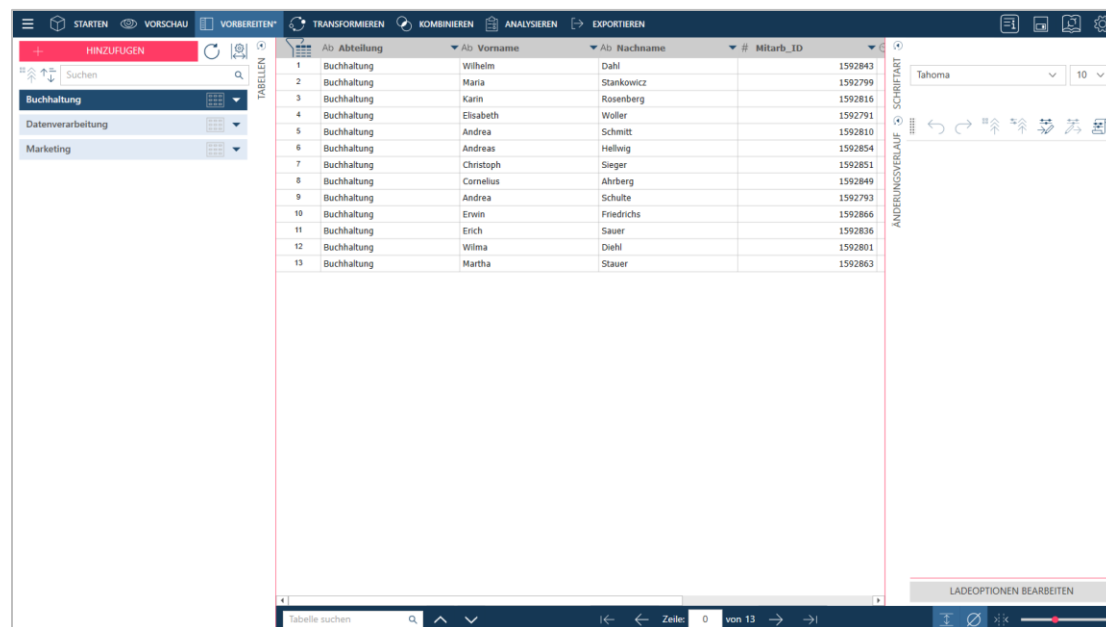 STARTEN VORSCHAU VORBEREITEN* TRANSFORMIEREN KOMBINIEREN ANALYSIEREN EXPORTIEREN
+ HINZUFÜGEN
Suchen
Buchhaltung
Datenverarbeitung
Marketing
TABELLEN
Ab Abteilung Ab Vorname Ab Nachname # Mitarb_ID
1 Buchhaltung Wilhelm Dahl 1592843
2 Buchhaltung Maria Stankowicz 1592799
3 Buchhaltung Karin Rosenberg 1592816
4 Buchhaltung Elisabeth Woller 1592791
5 Buchhaltung Andrea Schmitt 1592810
6 Buchhaltung Andreas Hellwig 1592854
7 Buchhaltung Christoph Sieger 1592851
8 Buchhaltung Cornelius Ahrberg 1592849
9 Buchhaltung Andrea Schulte 1592793
10 Buchhaltung Erwin Friedrichs 1592866
11 Buchhaltung Erich Sauer 1592836
12 Buchhaltung Wilma Diehl 1592801
13 Buchhaltung Martha Stauer 1592863
SCHRIFTART
Tahoma 10
ÄNDERUNGSVERLAUF
LADEOPTIONEN BEARBEITEN
Tabelle suchen Zeile: 0 von 13